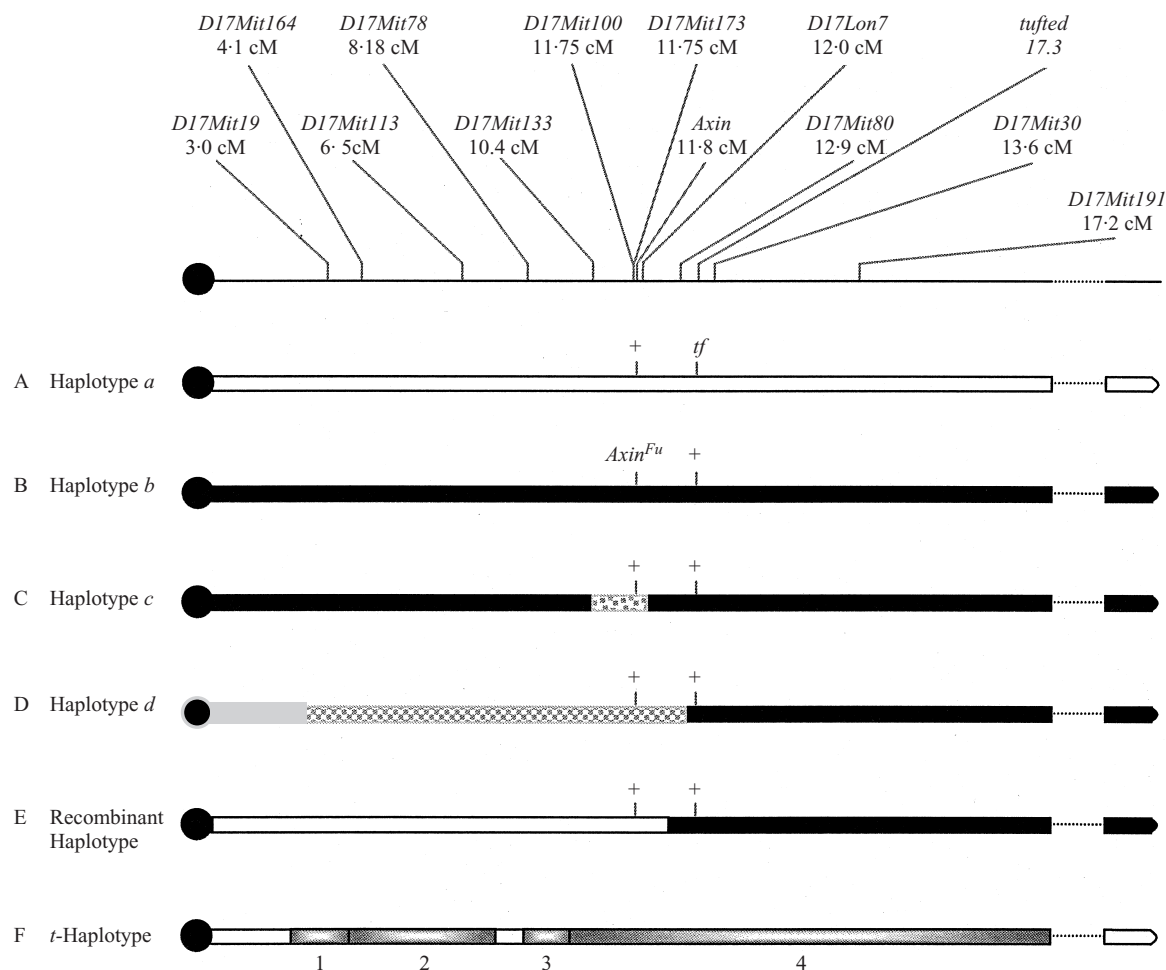 D17Mit164 D17Mit78 D17Mit100 D17Mit173 D17Lon7 tufted
4·1 cM 8·18 cM 11·75 cM 11·75 cM 12·0 cM 17.3
D17Mit19 D17Mit113 D17Mit133 Axin D17Mit80 D17Mit30
3·0 cM 6· 5cM 10.4 cM 11·8 cM 12·9 cM 13·6 cM
D17Mit191
17·2 cM
+ tf
A Haplotype a
Axin^Fu +
B Haplotype b
+ +
C Haplotype c
+ +
D Haplotype d
+ +
E Recombinant
Haplotype
F t-Haplotype
1 2 3 4